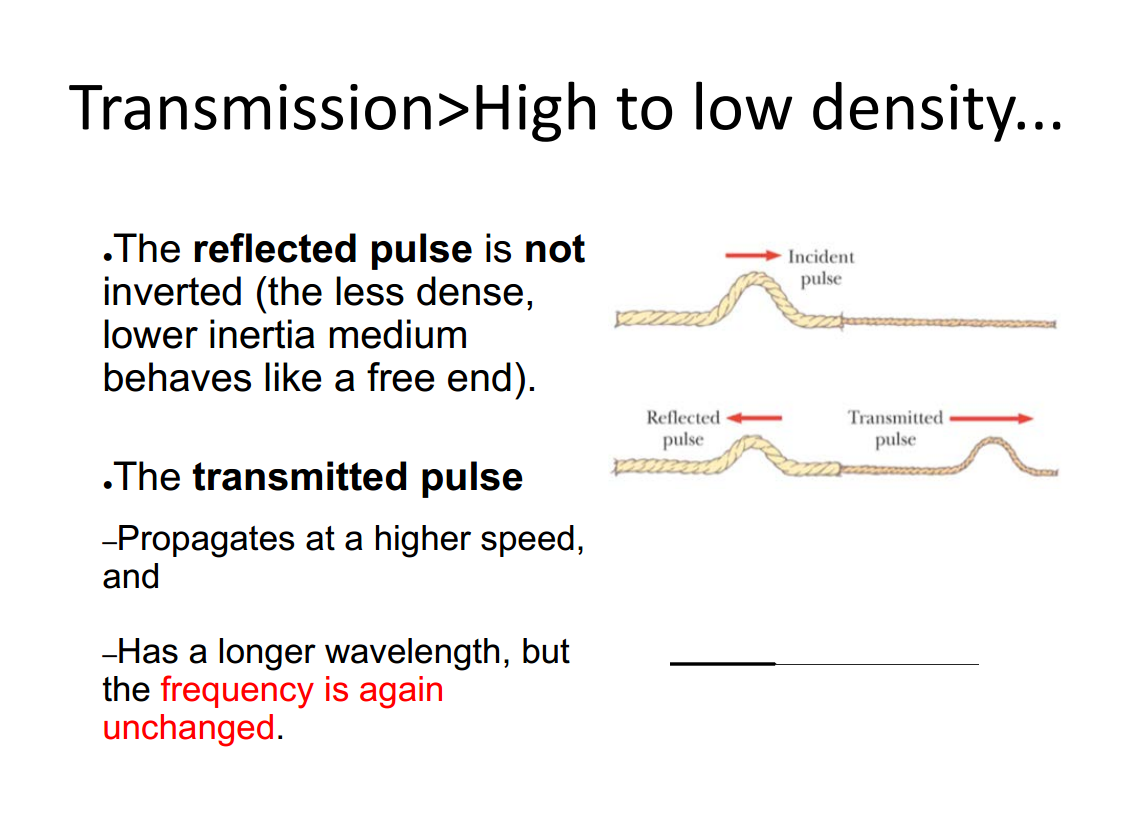 Transmission>High to low density...
•The reflected pulse is not
inverted (the less dense,
lower inertia medium
behaves like a free end).
•The transmitted pulse
–Propagates at a higher speed,
and
–Has a longer wavelength, but
the frequency is again
unchanged.
Incident
pulse
Reflected
pulse
Transmitted
pulse